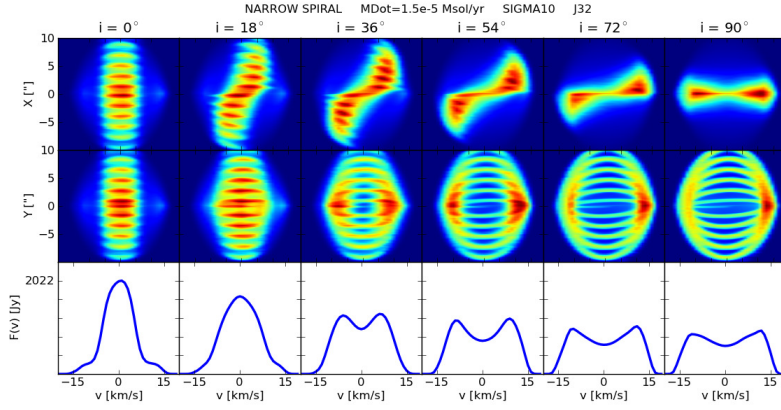 NARROW SPIRAL MDot=1.5e-5 Msol/yr SIGMA10 J32
i = 0° i = 18° i = 36° i = 54° i = 72° i = 90°
X ["]
10
5
0
−5
Y ["]
10
5
0
−5
F(v) [Jy]
2022
−15 0 15 −15 0 15 −15 0 15 −15 0 15 −15 0 15 −15 0 15
v [km/s] v [km/s] v [km/s] v [km/s] v [km/s] v [km/s]